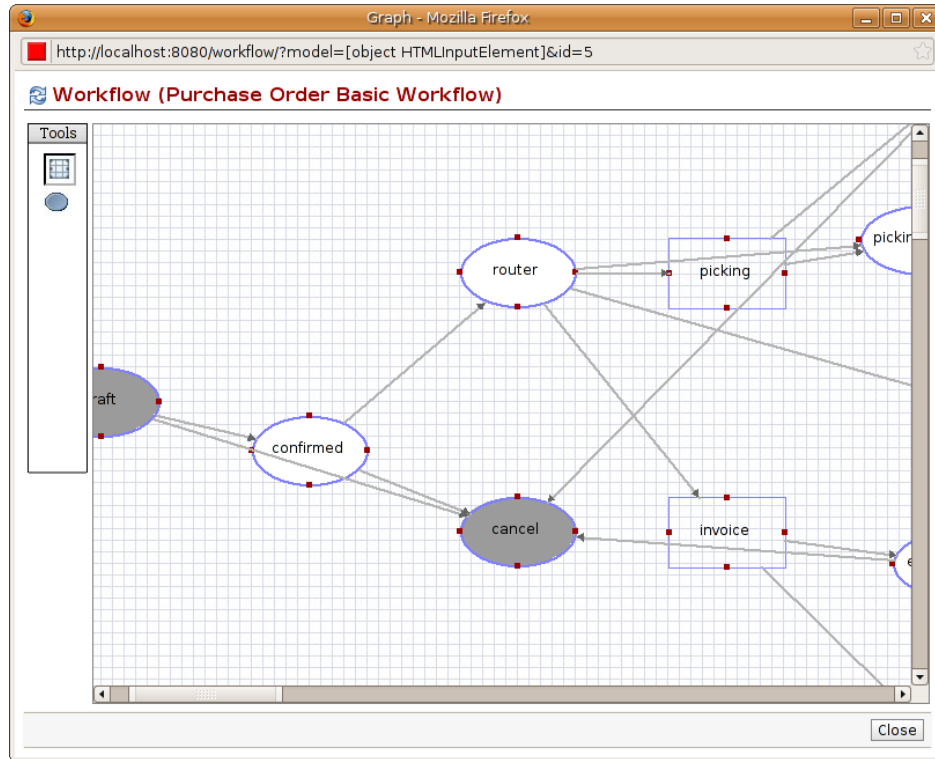 Graph - Mozilla Firefox
http://localhost:8080/workflow/?model=[object HTMLInputElement]&id=5
Workflow (Purchase Order Basic Workflow)
Tools
router
picking
pickin
raft
confirmed
cancel
invoice
e
Close